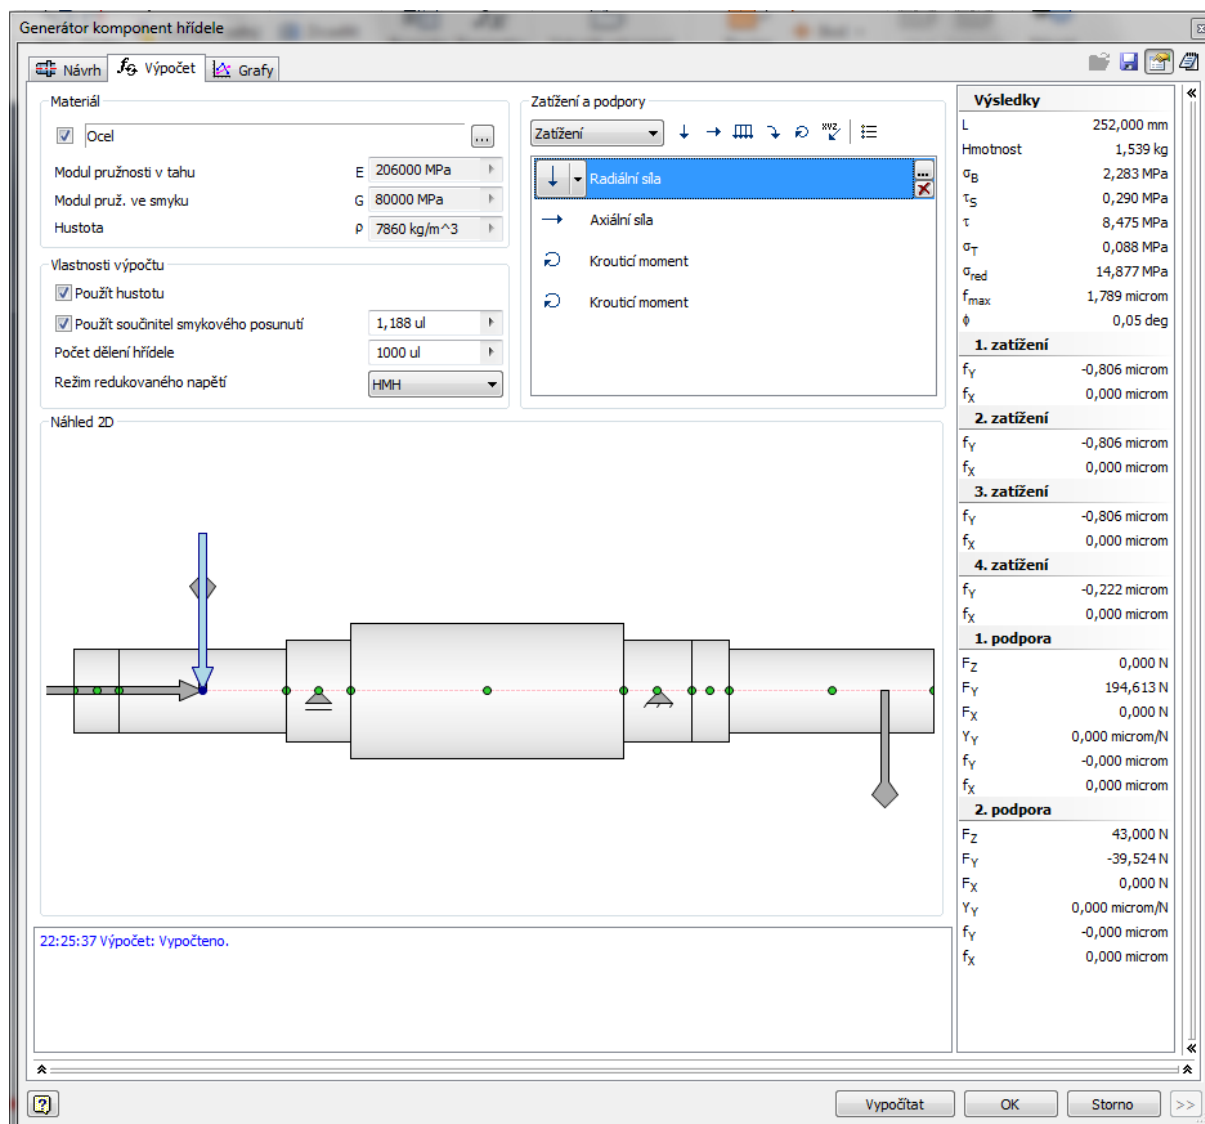 Generátor komponent hřídele
Návrh
Výpočet
Grafy
Materiál
Ocel
...
Modul pružnosti v tahu E 206000 MPa
Modul pruž. ve smyku G 80000 MPa
Hustota ρ 7860 kg/m^3
Vlastnosti výpočtu
Použít hustotu
Použít součinitel smykového posunutí 1,188 ul
Počet dělení hřídele 1000 ul
Režim redukovaného napětí HMH
Zatížení a podpory
Zatížení
XYZ
Radiální síla
...
Axiální síla
Krouticí moment
Krouticí moment
Náhled 2D
22:25:37 Výpočet: Vypočteno.
Výsledky
L 252,000 mm
Hmotnost 1,539 kg
σB 2,283 MPa
τS 0,290 MPa
τ 8,475 MPa
σT 0,088 MPa
σred 14,877 MPa
fmax 1,789 microm
ϕ 0,05 deg
1. zatížení
fY -0,806 microm
fX 0,000 microm
2. zatížení
fY -0,806 microm
fX 0,000 microm
3. zatížení
fY -0,806 microm
fX 0,000 microm
4. zatížení
fY -0,222 microm
fX 0,000 microm
1. podpora
FZ 0,000 N
FY 194,613 N
FX 0,000 N
YY 0,000 microm/N
fY -0,000 microm
fX 0,000 microm
2. podpora
FZ 43,000 N
FY -39,524 N
FX 0,000 N
YY 0,000 microm/N
fY -0,000 microm
fX 0,000 microm
?
Vypočítat
OK
Storno
>>